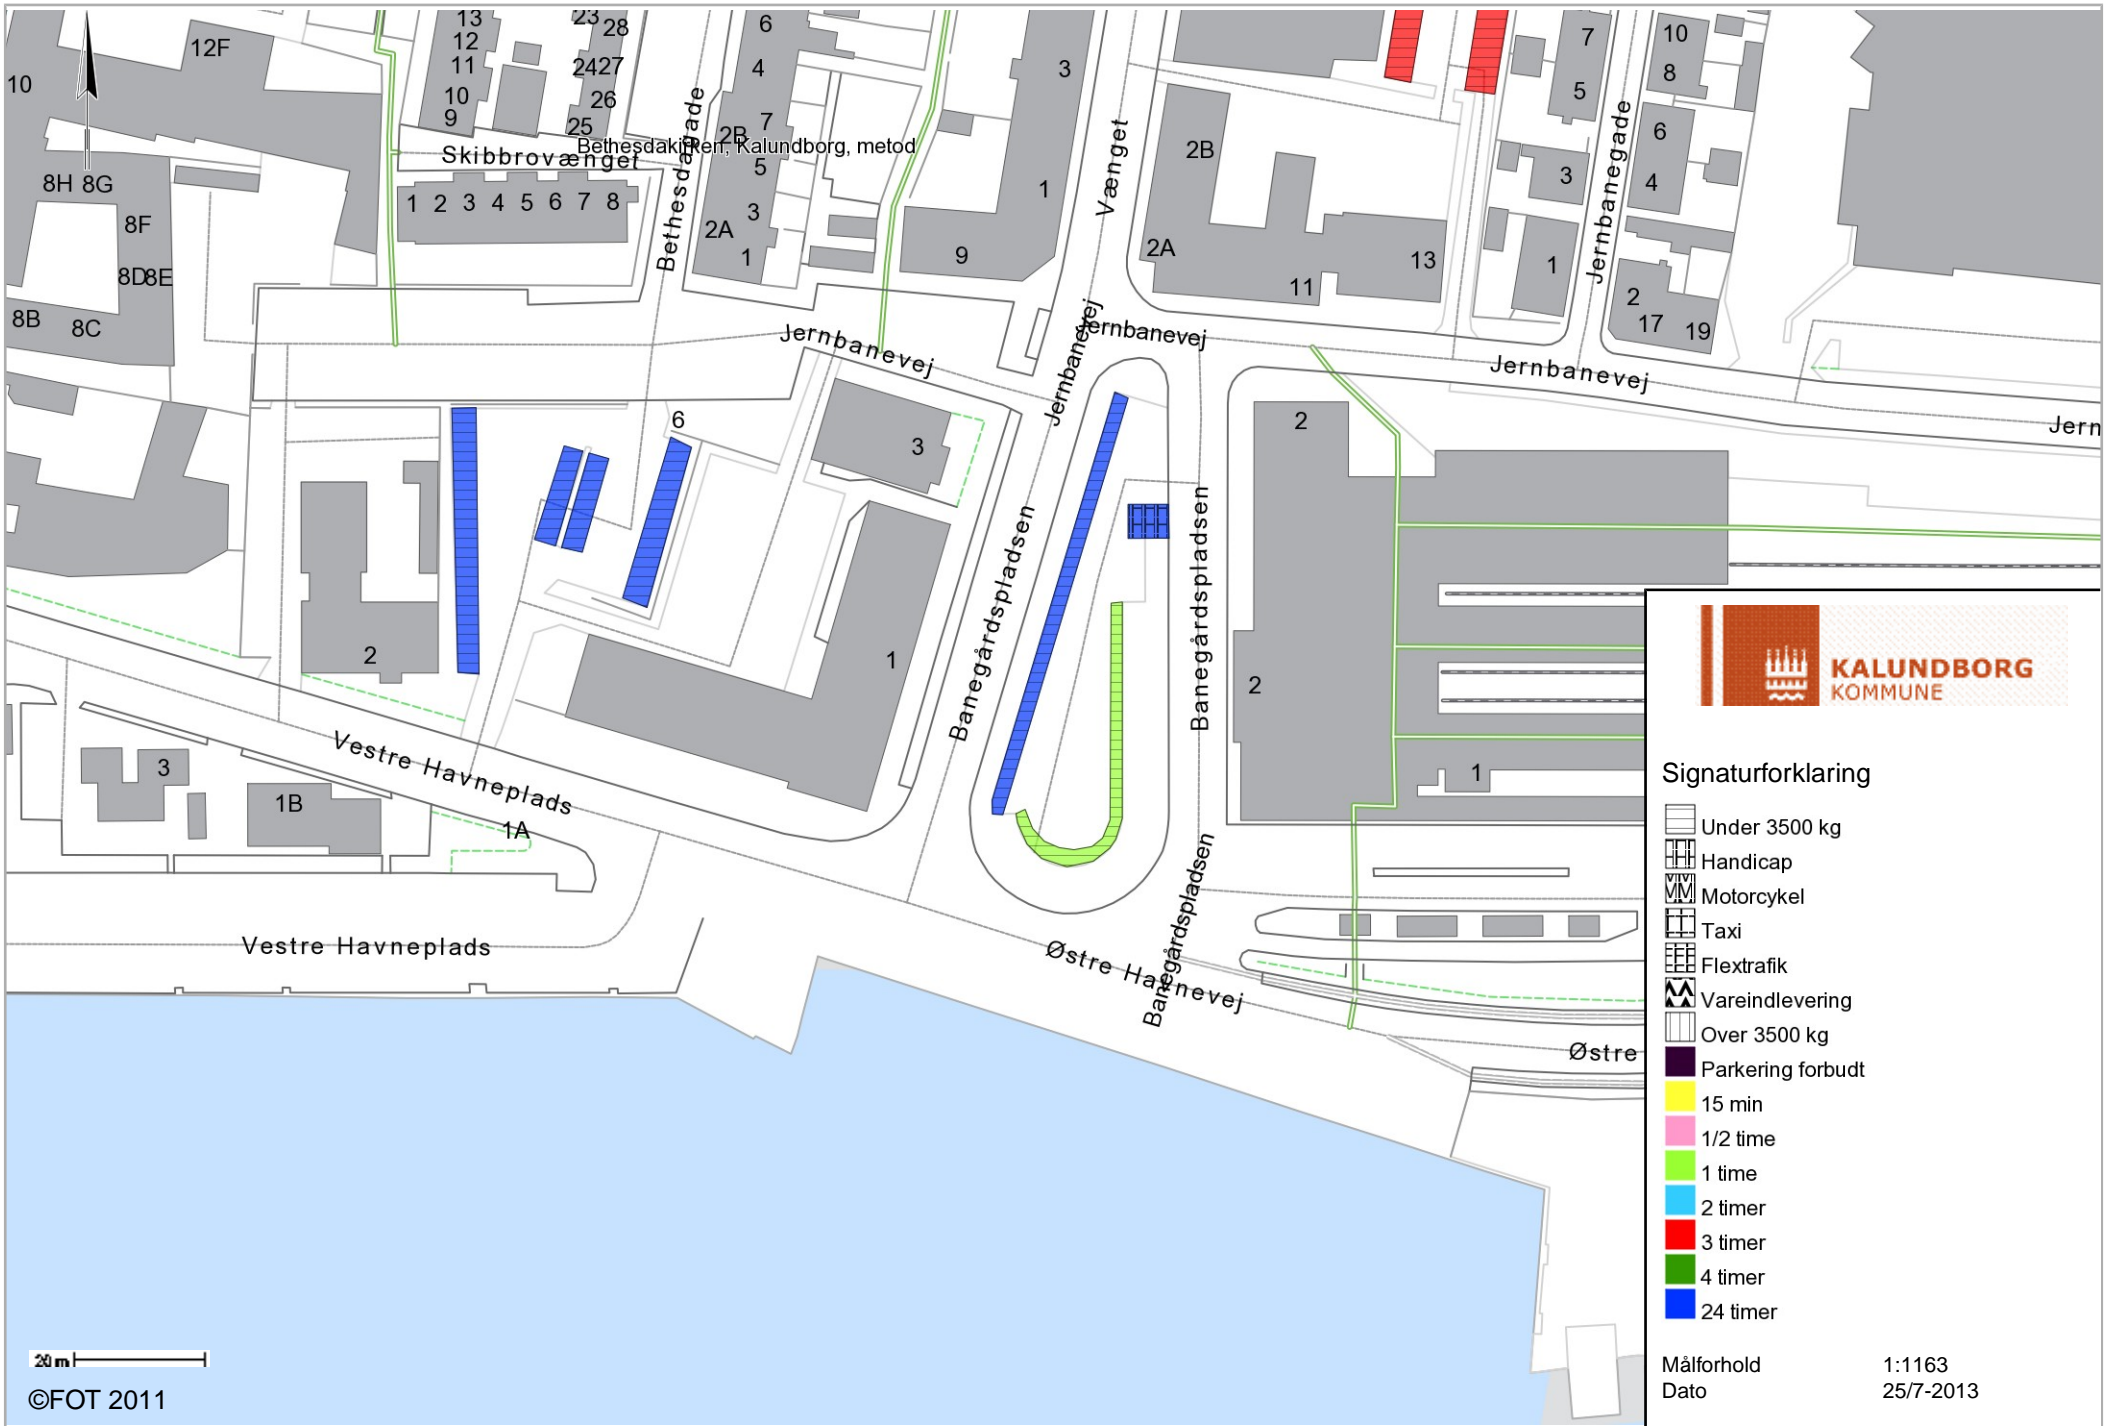 13
23
28
6
7
10
12F
12
4
3
8
11
24 27
5
10
10
26
9
25
2B
7
6
Bethesdakirken, Kalundborg, metod
Skibbrovænget
5
2B
3
4
8H 8G
1
1 2 3 4 5 6 7 8
Bethesdagade
Vænget
Jernbanegade
8F
3
2A
1
9
2A
13
1
8D 8E
11
2
17 19
8B
8C
Jernbanevej
Jernbanevej
Jernbanevej
Jernbanevej
Jern
6
3
2
Banegårdspladsen
Banegårdspladsen
2
1
2
Vestre Havneplads
3
1B
1A
1
Banegårdspladsen
Vestre Havneplads
Østre Havnevej
Østre
KALUNDBORG
KOMMUNE
Signaturforklaring
Under 3500 kg
Handicap
Motorcykel
Taxi
Flextrafik
Vareindlevering
Over 3500 kg
Parkering forbudt
15 min
1/2 time
1 time
2 timer
3 timer
4 timer
24 timer
Målforhold 1:1163
Dato 25/7-2013
20 m
©FOT 2011